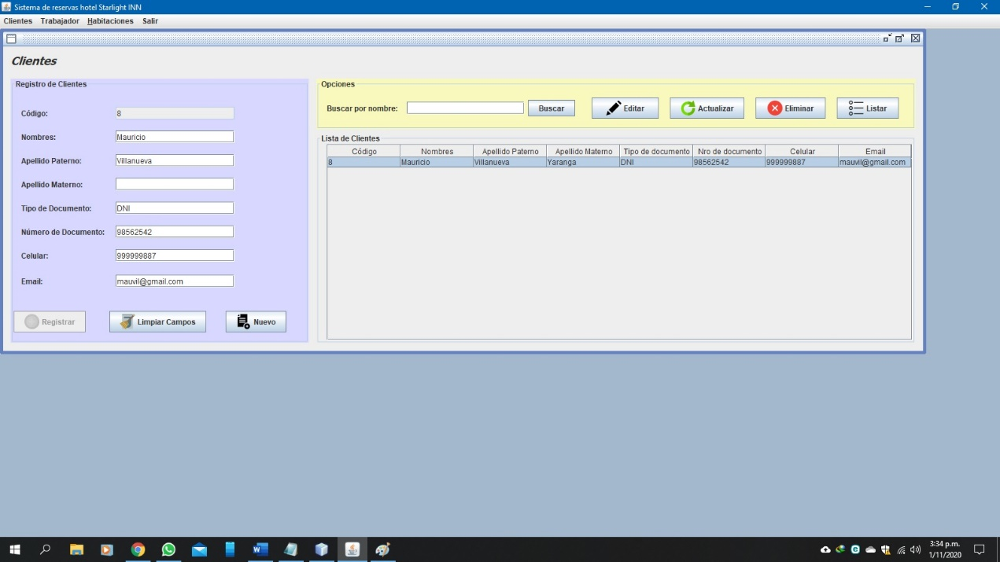 Sistema de reservas hotel Starlight INN
Clientes Trabajador Habitaciones Salir
Clientes
Registro de Clientes
Código: 8
Nombres: Mauricio
Apellido Paterno: Villanueva
Apellido Materno:
Tipo de Documento: DNI
Número de Documento: 98562542
Celular: 999999887
Email: mauvil@gmail.com
Registrar Limpiar Campos Nuevo
Opciones
Buscar por nombre: Buscar Editar Actualizar Eliminar Listar
Lista de Clientes
Código Nombres Apellido Paterno Apellido Materno Tipo de documento Nro de documento Celular Email
8 Mauricio Villanueva Yaranga DNI 98562542 999999887 mauvil@gmail.com
3:34 p.m.
1/11/2020